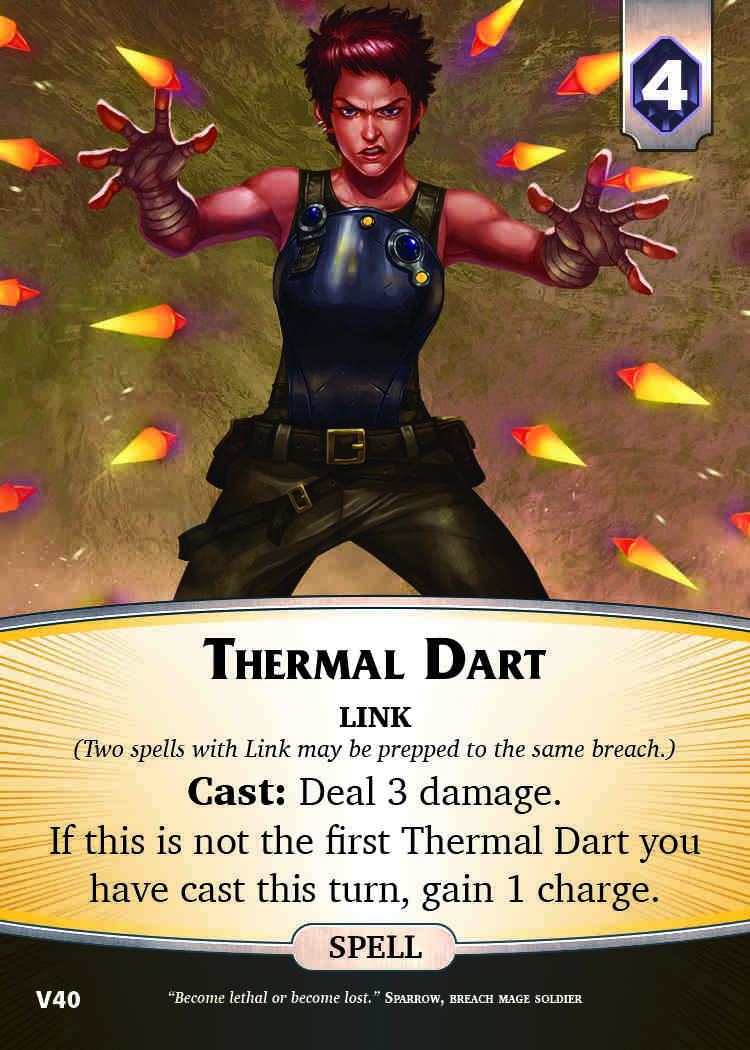 4
Thermal Dart
LINK
(Two spells with Link may be prepped to the same breach.)
Cast: Deal 3 damage.
If this is not the first Thermal Dart you
have cast this turn, gain 1 charge.
SPELL
V40 “Become lethal or become lost.” Sparrow, breach mage soldier